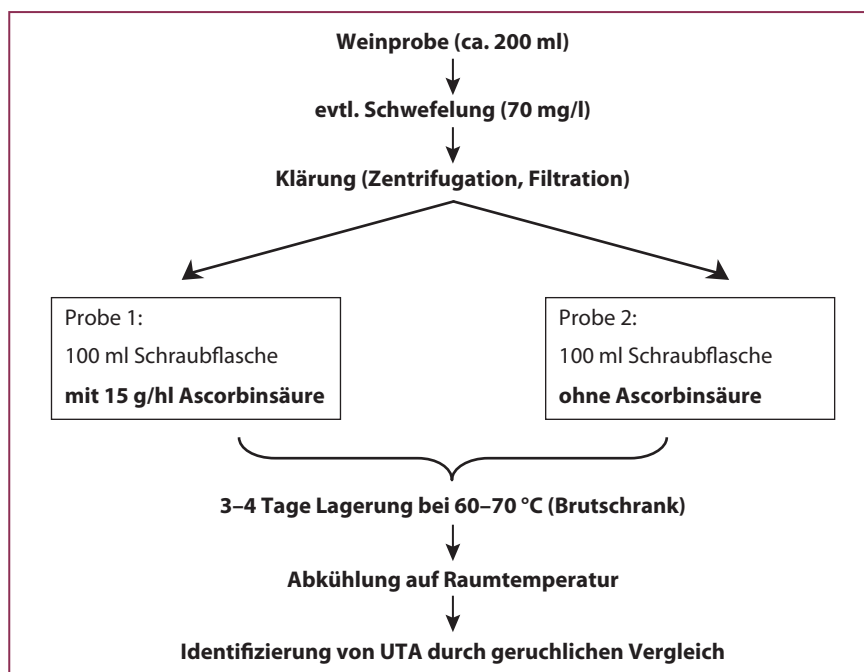 Weinprobe (ca. 200 ml)
evtl. Schwefelung (70 mg/l)
Klärung (Zentrifugation, Filtration)
Probe 1:
100 ml Schraubflasche
mit 15 g/hl Ascorbinsäure
Probe 2:
100 ml Schraubflasche
ohne Ascorbinsäure
3–4 Tage Lagerung bei 60–70 °C (Brutschrank)
Abkühlung auf Raumtemperatur
Identifizierung von UTA durch geruchlichen Vergleich